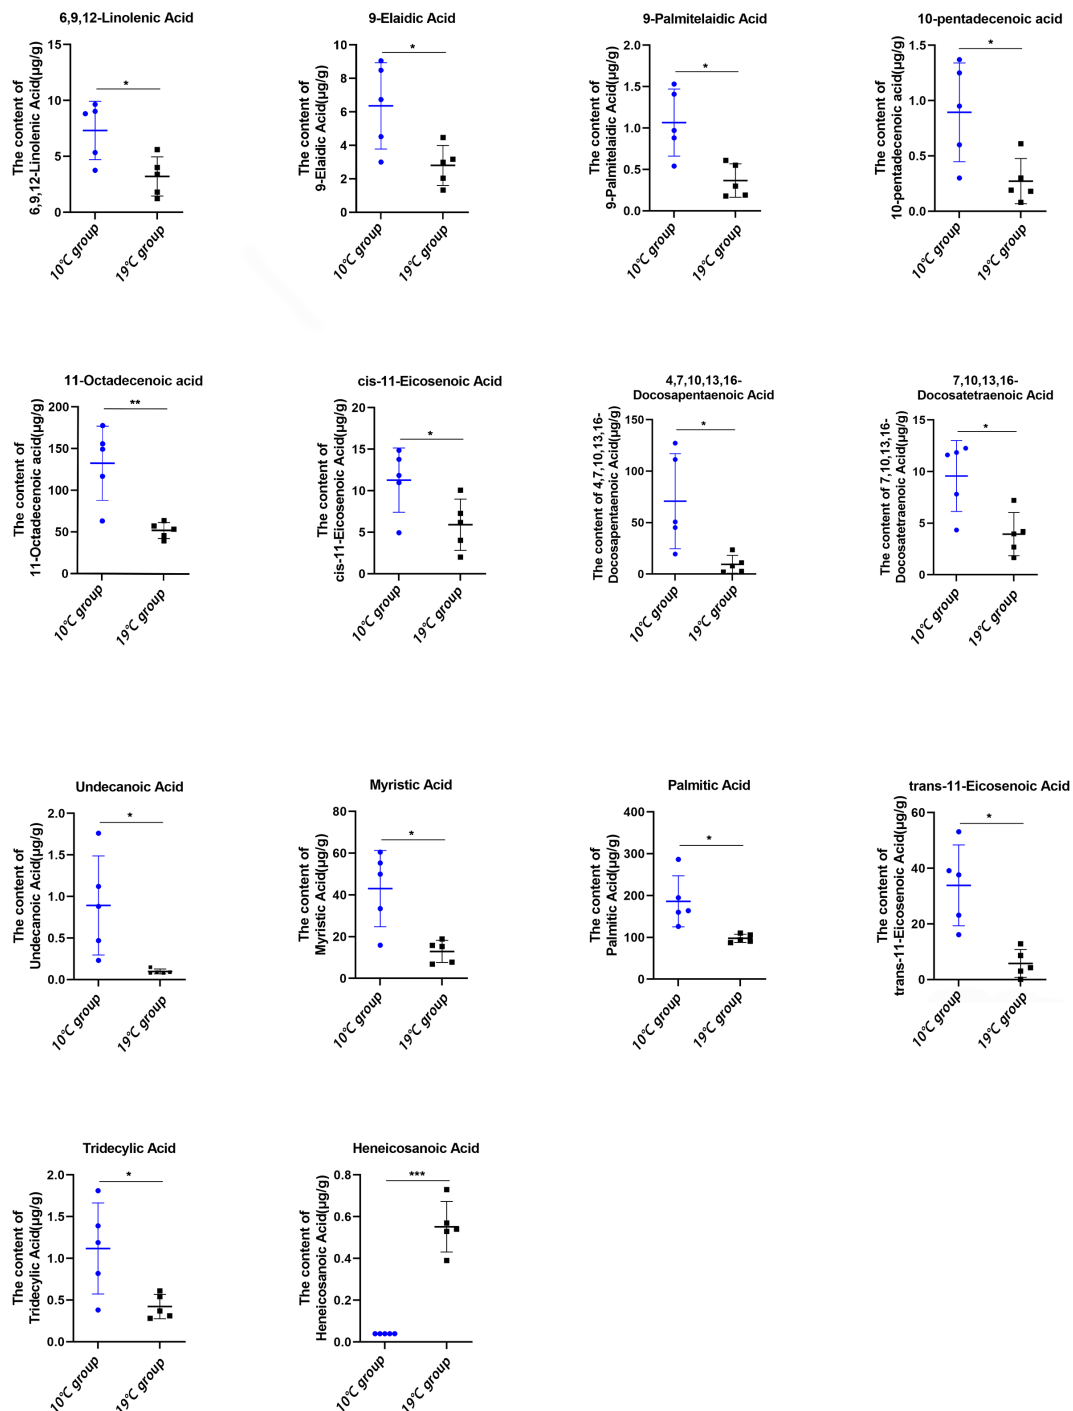 6,9,12-Linolenic Acid
The content of
6,9,12-Linolenic Acid(μg/g)
15
10
5
0
*
10℃ group
19℃ group
9-Elaidic Acid
The content of
9-Elaidic Acid(μg/g)
10
8
6
4
2
0
*
10℃ group
19℃ group
9-Palmitelaidic Acid
The content of
9-Palmitelaidic Acid(μg/g)
2.0
1.5
1.0
0.5
0.0
*
10℃ group
19℃ group
10-pentadecenoic acid
The content of
10-pentadecenoic acid(μg/g)
1.5
1.0
0.5
0.0
*
10℃ group
19℃ group
11-Octadecenoic acid
The content of
11-Octadecenoic acid(μg/g)
200
150
100
50
0
**
10℃ group
19℃ group
cis-11-Eicosenoic Acid
The content of
cis-11-Eicosenoic Acid(μg/g)
20
15
10
5
0
*
10℃ group
19℃ group
4,7,10,13,16-
Docosapentaenoic Acid
The content of 4,7,10,13,16-
Docosapentaenoic Acid(μg/g)
150
100
50
0
*
10℃ group
19℃ group
7,10,13,16-
Docosatetraenoic Acid
The content of 7,10,13,16-
Docosatetraenoic Acid(μg/g)
15
10
5
0
*
10℃ group
19℃ group
Undecanoic Acid
The content of
Undecanoic Acid(μg/g)
2.0
1.5
1.0
0.5
0.0
*
10℃ group
19℃ group
Myristic Acid
The content of
Myristic Acid(μg/g)
80
60
40
20
0
*
10℃ group
19℃ group
Palmitic Acid
The content of
Palmitic Acid(μg/g)
400
300
200
100
0
*
10℃ group
19℃ group
trans-11-Eicosenoic Acid
The content of
trans-11-Eicosenoic Acid(μg/g)
60
40
20
0
*
10℃ group
19℃ group
Tridecylic Acid
The content of
Tridecylic Acid(μg/g)
2.0
1.5
1.0
0.5
0.0
*
10℃ group
19℃ group
Heneicosanoic Acid
The content of
Heneicosanoic Acid(μg/g)
0.8
0.6
0.4
0.2
0.0
***
10℃ group
19℃ group